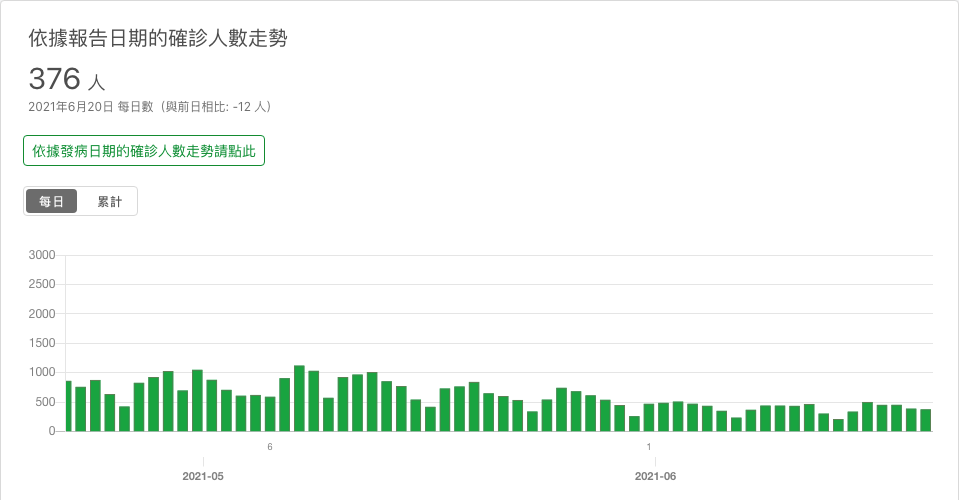 依據報告日期的確診人數走勢
376 人
2021年6月20日 每日數（與前日相比: -12 人）
依據發病日期的確診人數走勢請點此
每日 累計
3000
2500
2000
1500
1000
500
0
6 1
2021-05 2021-06